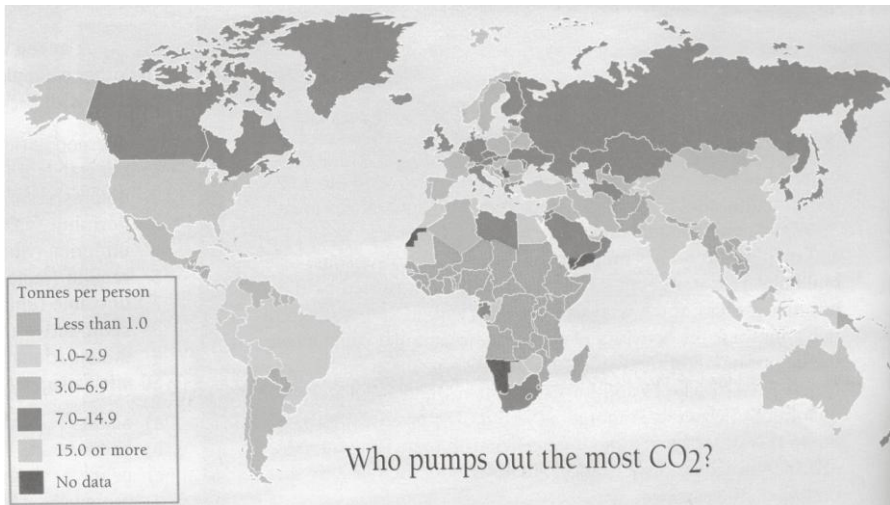 Tonnes per person
Less than 1.0
1.0–2.9
3.0–6.9
7.0–14.9
15.0 or more
No data
Who pumps out the most CO2?